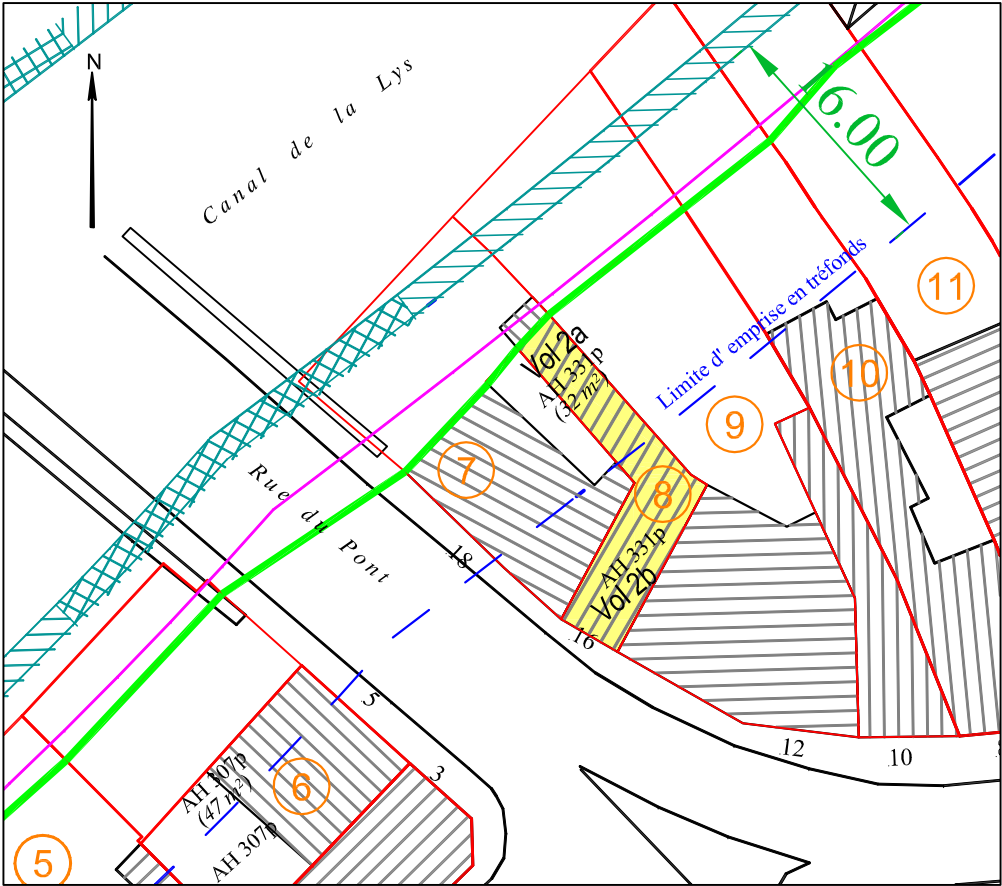 N
Canal de la Lys
6.00
11
Limite d' emprise en tréfonds
Vol 2a
AH 331p
(32 m²)
10
9
7
8
Rue du Pont
AH 331p
Vol 2b
18
16
5
12
10
3
AH 307p
(47 m²)
6
AH 307p
5